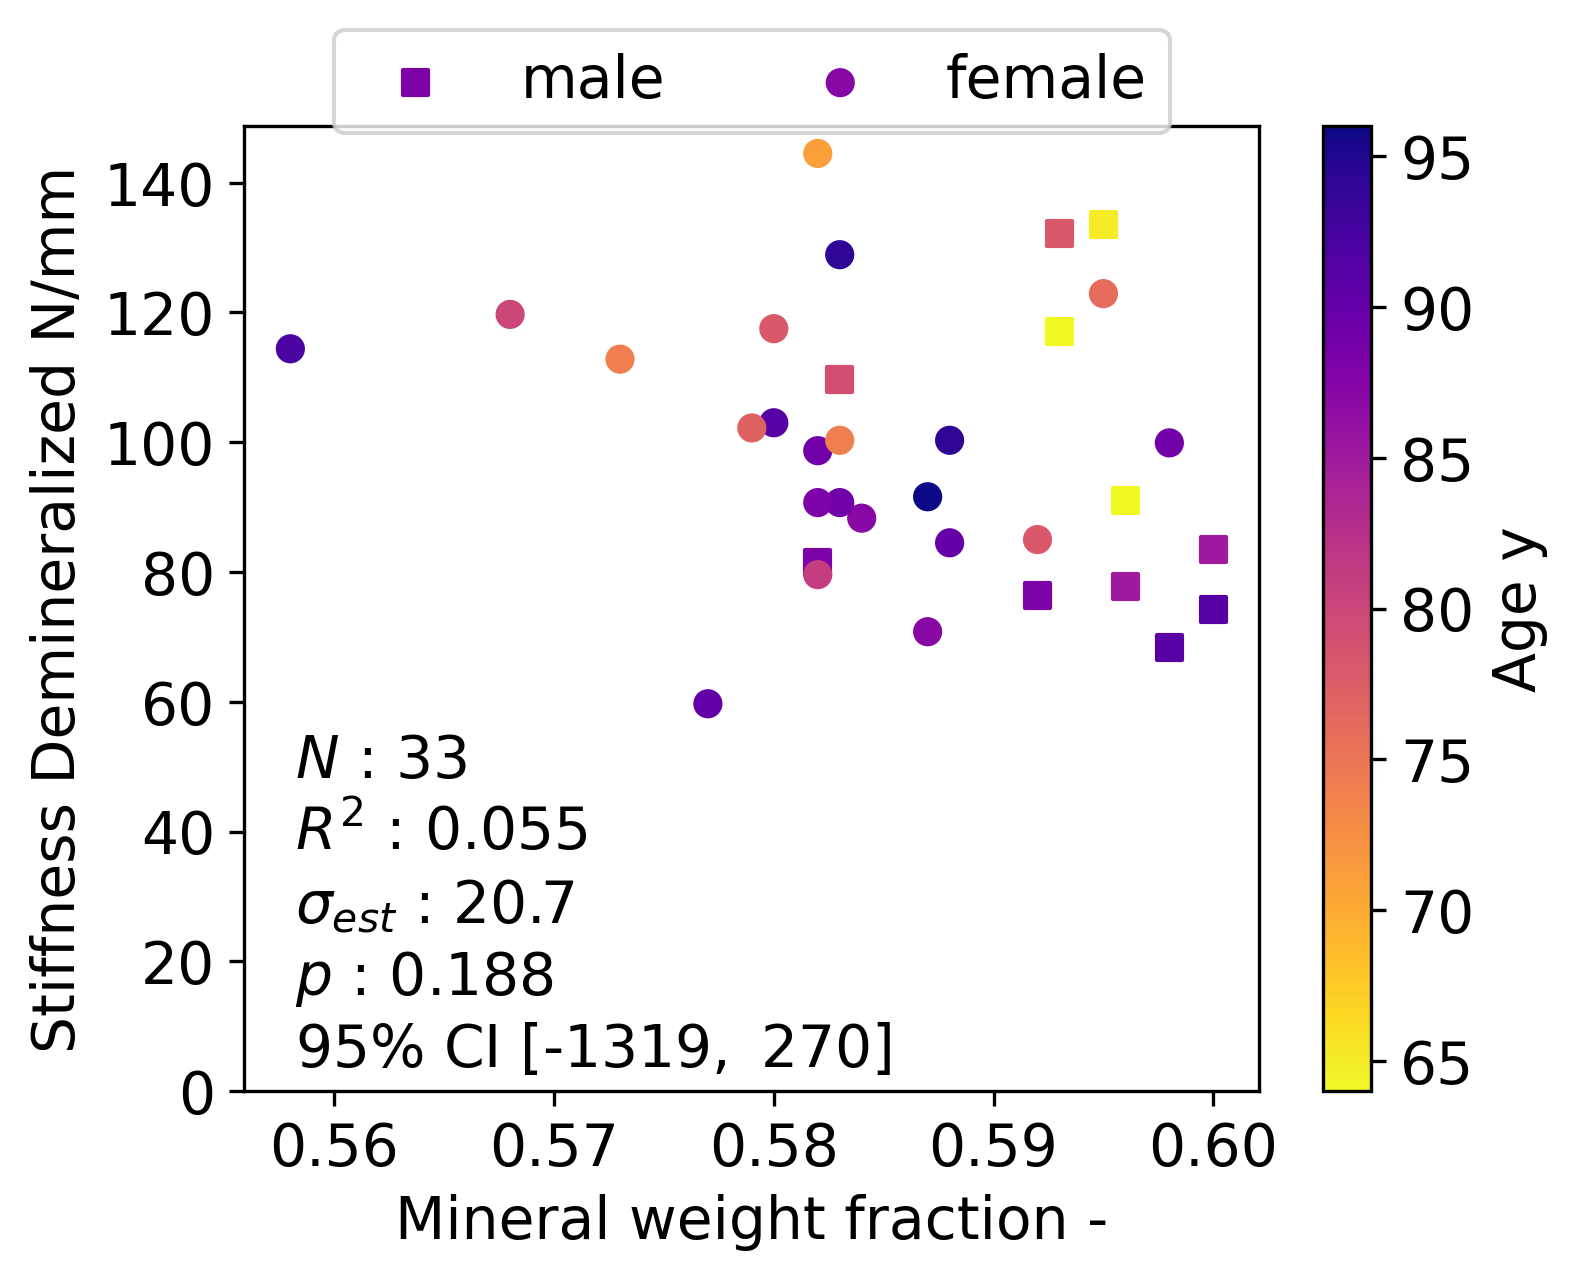 male female
Stiffness Demineralized N/mm
140
120
100
80
60
40
20
0
N : 33
R² : 0.055
σest : 20.7
p : 0.188
95% CI [-1319, 270]
0.56 0.57 0.58 0.59 0.60
Mineral weight fraction -
95
90
85
80
75
70
65
Age y